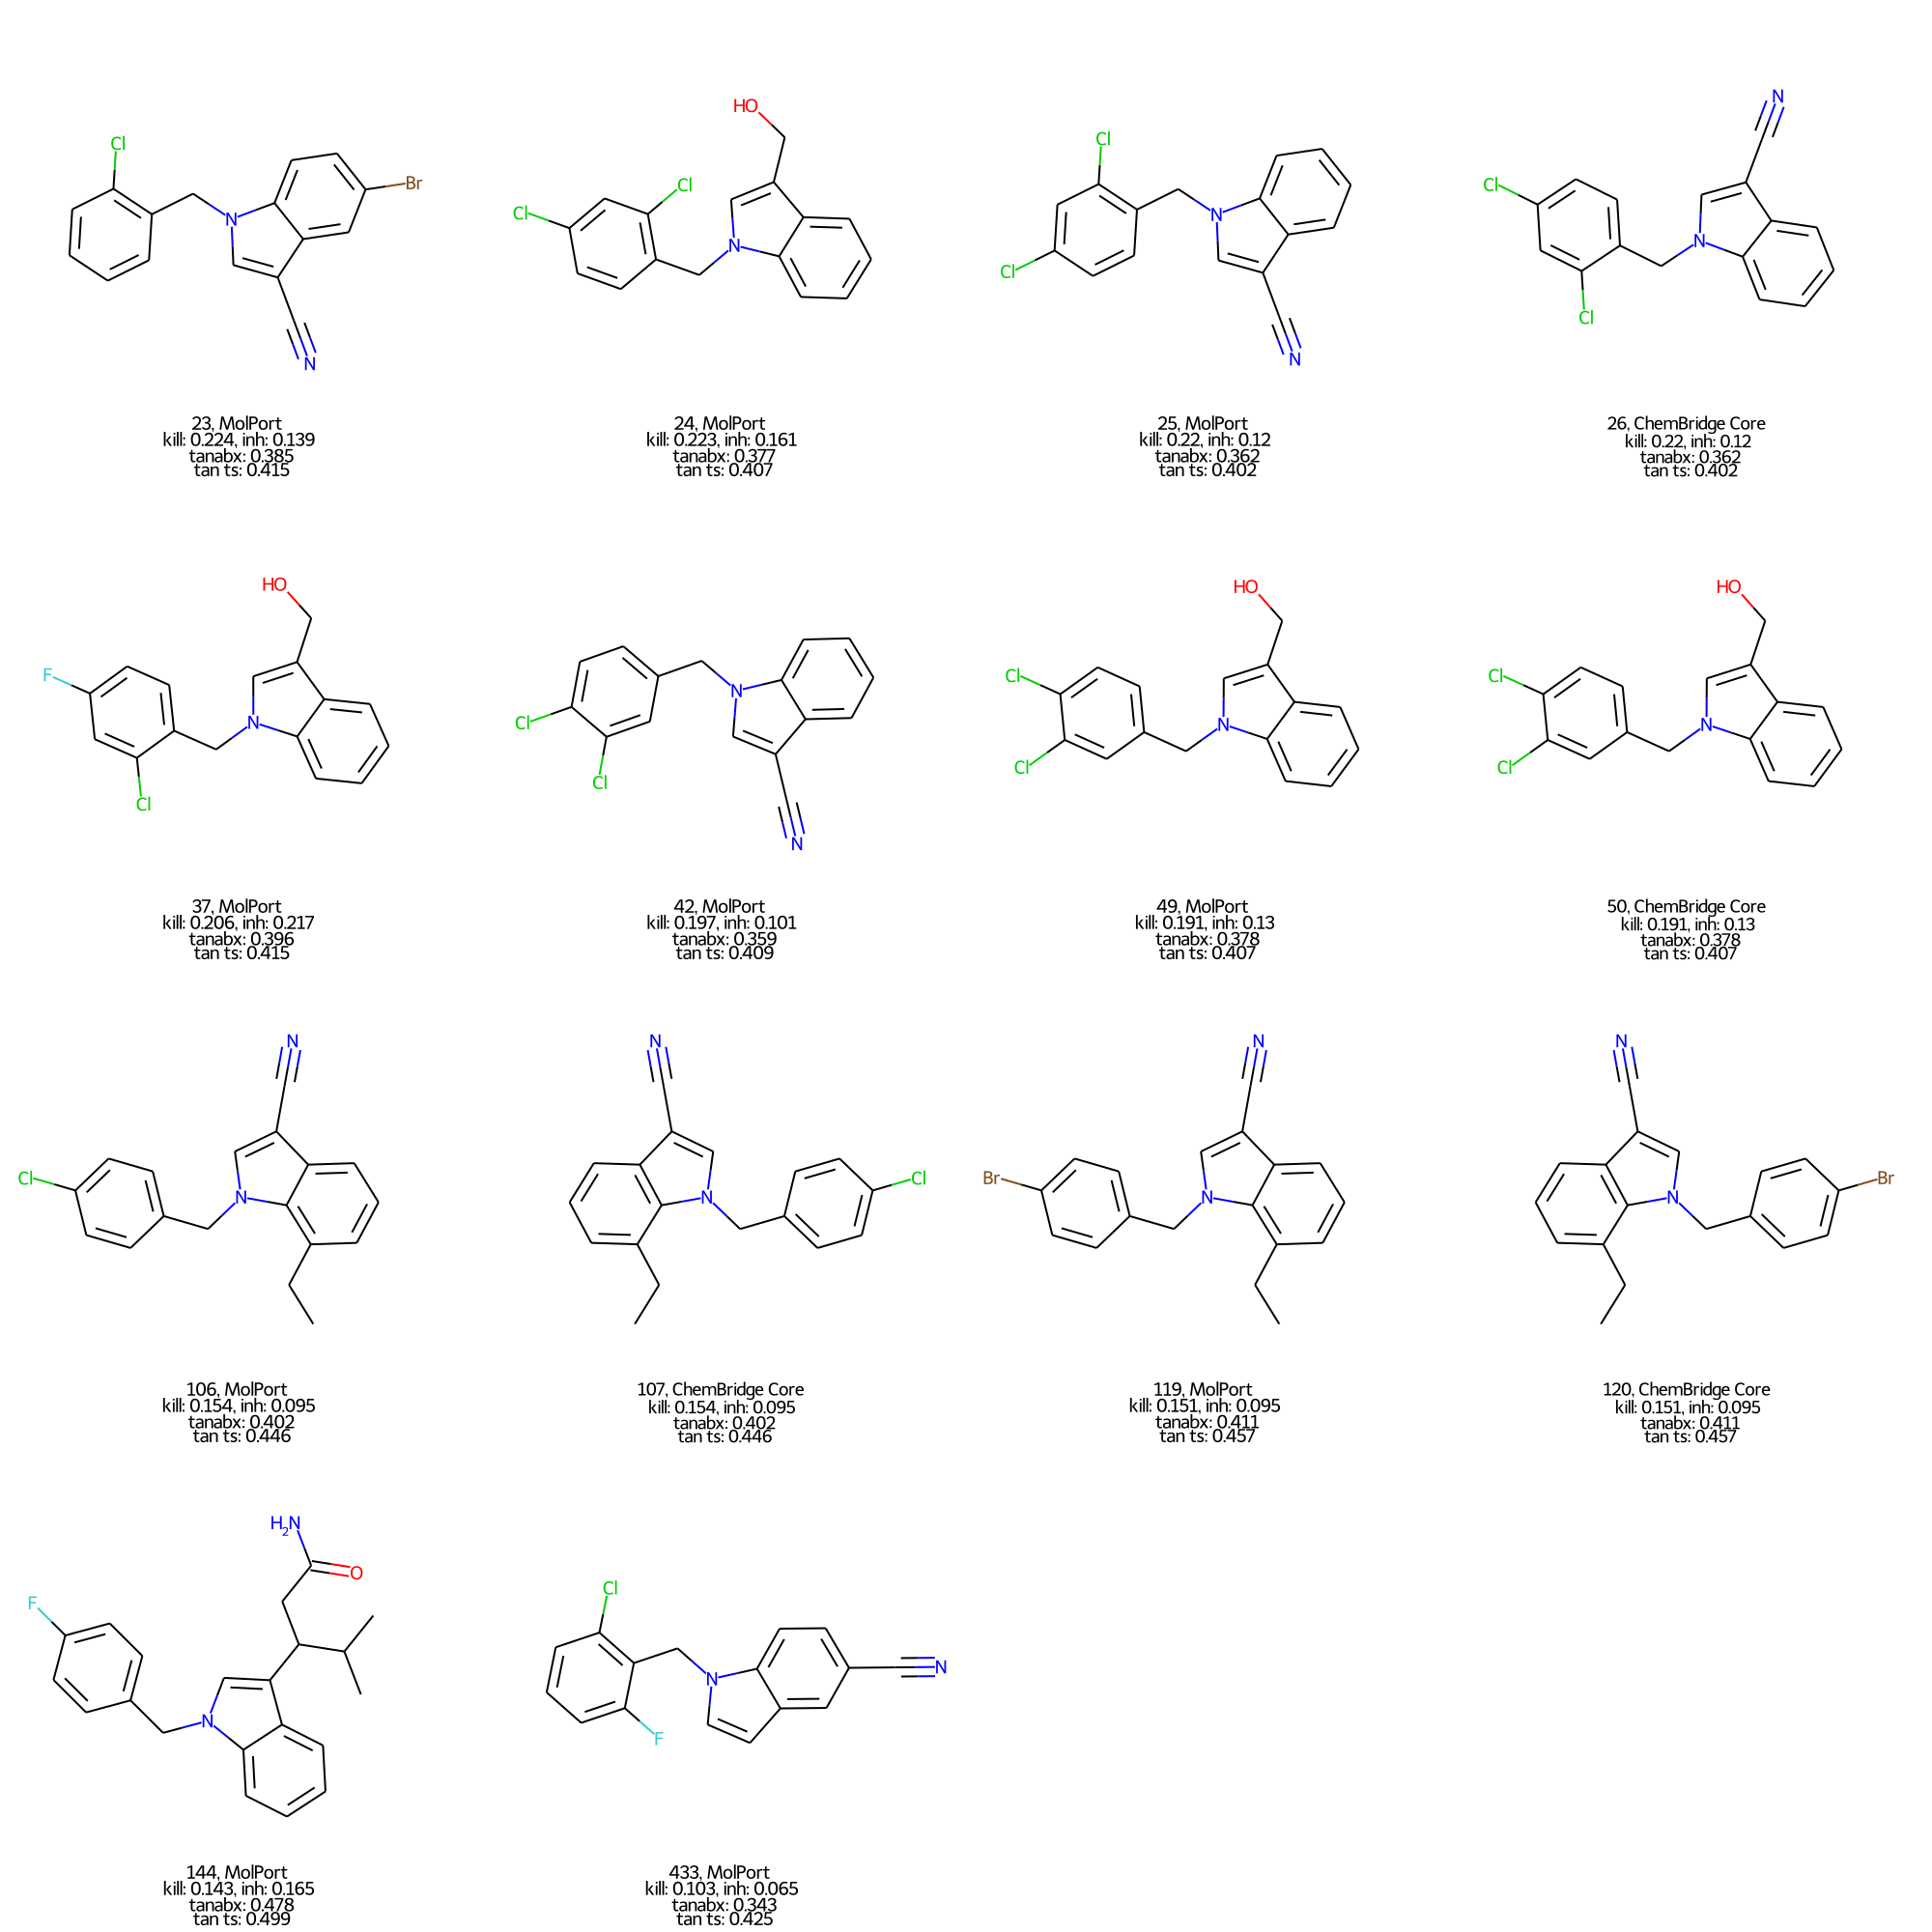 Cl
Br
N
N
23, MolPort
kill: 0.224, inh: 0.139
tanabx: 0.385
tan ts: 0.415
HO
Cl
Cl
N
24, MolPort
kill: 0.223, inh: 0.161
tanabx: 0.377
tan ts: 0.407
Cl
N
Cl
N
25, MolPort
kill: 0.22, inh: 0.12
tanabx: 0.362
tan ts: 0.402
N
Cl
N
Cl
26, ChemBridge Core
kill: 0.22, inh: 0.12
tanabx: 0.362
tan ts: 0.402
HO
F
N
Cl
37, MolPort
kill: 0.206, inh: 0.217
tanabx: 0.396
tan ts: 0.415
N
Cl
Cl
N
42, MolPort
kill: 0.197, inh: 0.101
tanabx: 0.359
tan ts: 0.409
HO
Cl
N
Cl
49, MolPort
kill: 0.191, inh: 0.13
tanabx: 0.378
tan ts: 0.407
HO
Cl
N
Cl
50, ChemBridge Core
kill: 0.191, inh: 0.13
tanabx: 0.378
tan ts: 0.407
N
Cl
N
106, MolPort
kill: 0.154, inh: 0.095
tanabx: 0.402
tan ts: 0.446
N
Cl
N
107, ChemBridge Core
kill: 0.154, inh: 0.095
tanabx: 0.402
tan ts: 0.446
N
Br
N
119, MolPort
kill: 0.151, inh: 0.095
tanabx: 0.411
tan ts: 0.457
N
Br
N
120, ChemBridge Core
kill: 0.151, inh: 0.095
tanabx: 0.411
tan ts: 0.457
H2N
O
F
N
144, MolPort
kill: 0.143, inh: 0.165
tanabx: 0.478
tan ts: 0.499
Cl
N
N
F
433, MolPort
kill: 0.103, inh: 0.065
tanabx: 0.343
tan ts: 0.425